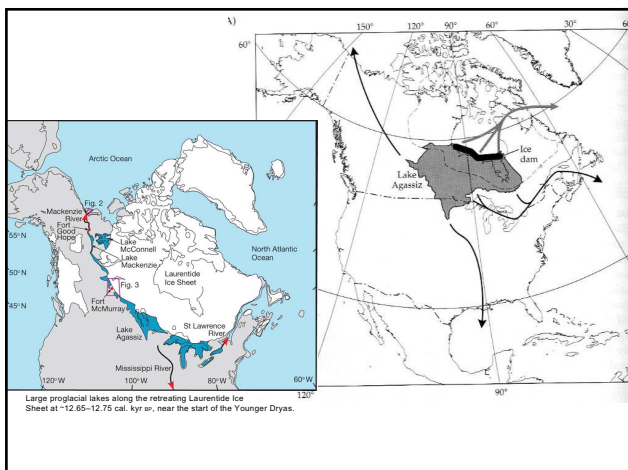 A)
150°
120°
90°
60°
30°
60°
60°
Ice
dam
Lake
Agassiz
120°
90°
Arctic Ocean
Fig. 2
Mackenzie
River
Fort
Good
Hope
55°N
Lake
McConnell
Lake
Mackenzie
North Atlantic
Ocean
Laurentide
Ice Sheet
50°N
Fig. 3
45°N
Fort
McMurray
St Lawrence
River
Lake
Agassiz
Mississippi River
120°W
100°W
80°W
60°W
Large proglacial lakes along the retreating Laurentide Ice
Sheet at ~12.65–12.75 cal. kyr BP, near the start of the Younger Dryas.